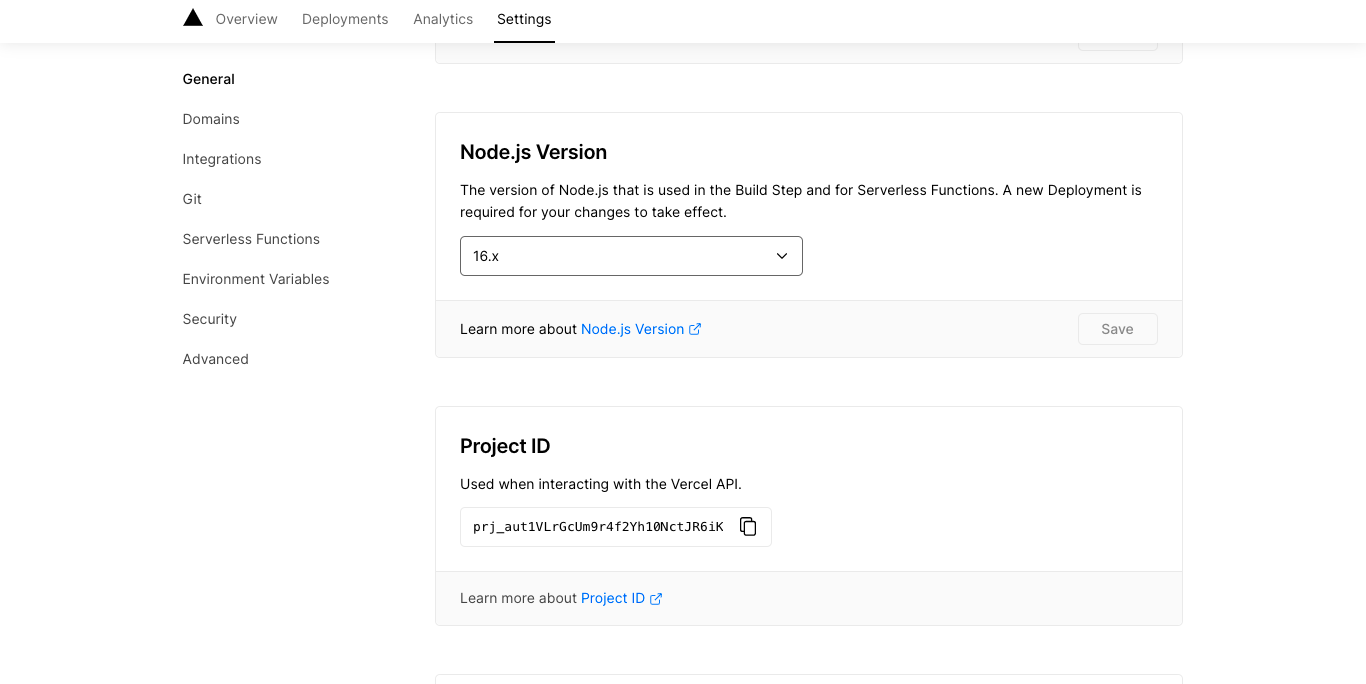 Overview Deployments Analytics Settings
General
Domains
Integrations
Git
Serverless Functions
Environment Variables
Security
Advanced
Node.js Version
The version of Node.js that is used in the Build Step and for Serverless Functions. A new Deployment is
required for your changes to take effect.
16.x
Learn more about Node.js Version
Save
Project ID
Used when interacting with the Vercel API.
prj_aut1VLrGcUm9r4f2Yh10NctJR6iK
Learn more about Project ID